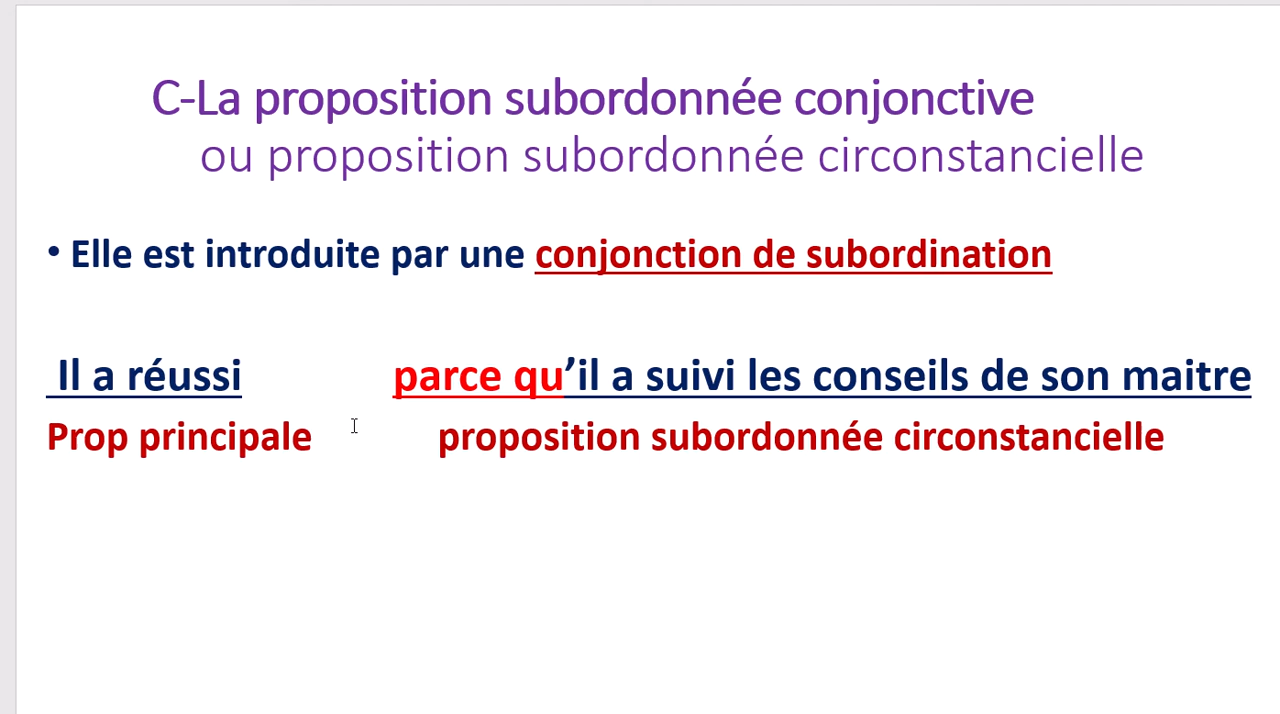 C-La proposition subordonnée conjonctive
ou proposition subordonnée circonstancielle
• Elle est introduite par une conjonction de subordination
Il a réussi parce qu’il a suivi les conseils de son maitre
Prop principale proposition subordonnée circonstancielle